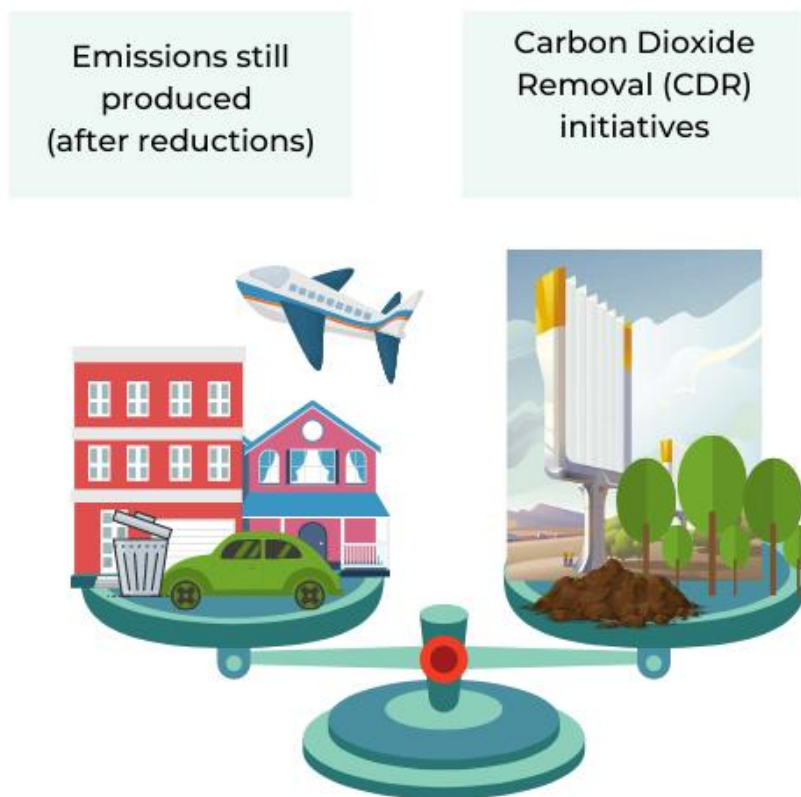 Emissions still
produced
(after reductions)
Carbon Dioxide
Removal (CDR)
initiatives